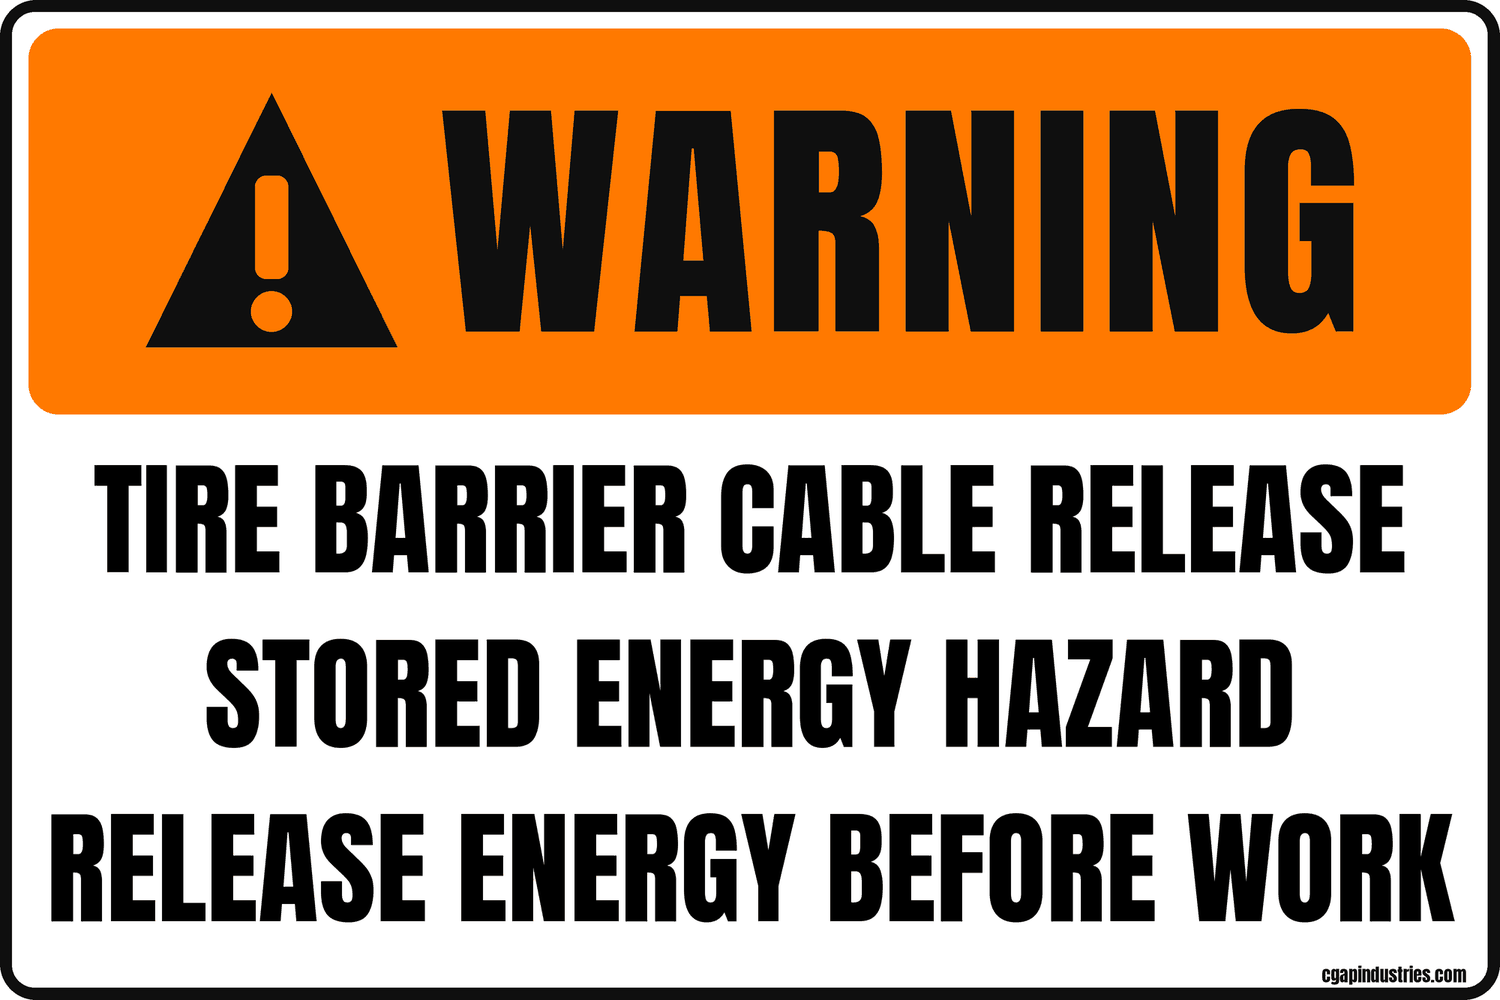 WARNING
TIRE BARRIER CABLE RELEASE
STORED ENERGY HAZARD
RELEASE ENERGY BEFORE WORK
cgapindustries.com